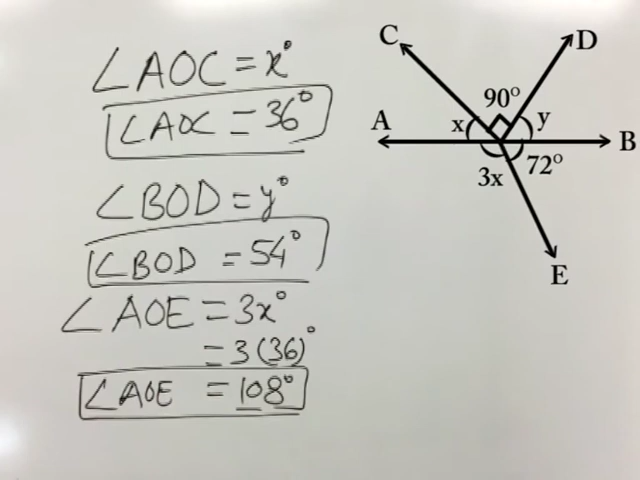 ∠AOC = x°
∠AOC = 36°
∠BOD = y°
∠BOD = 54°
∠AOE = 3x°
= 3(36)°
∠AOE = 108°
C
D
90°
A
x
y
B
3x
72°
E